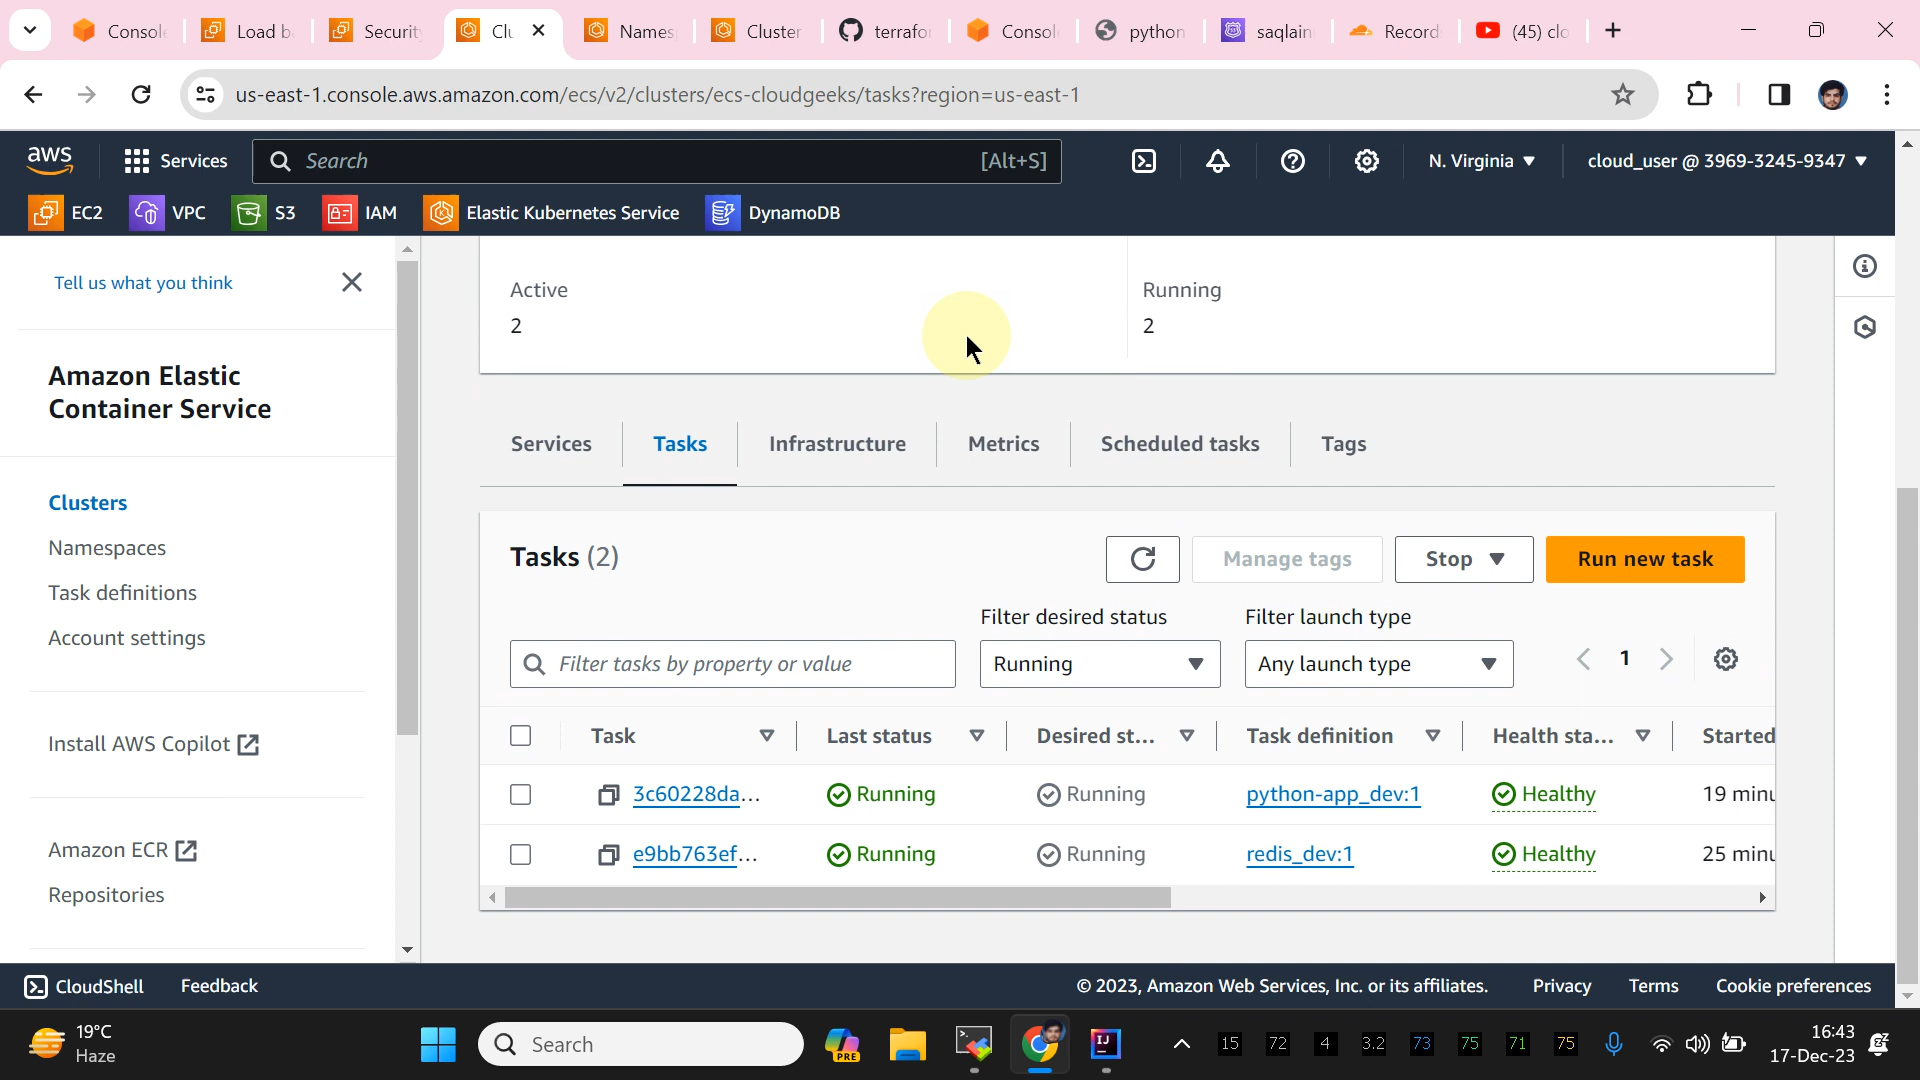 Consol
Load b
Securit
Clu
Names
Cluster
terrafor
Consol
python
saqlain
Record
(45) clo
us-east-1.console.aws.amazon.com/ecs/v2/clusters/ecs-cloudgeeks/tasks?region=us-east-1
aws
Services
Search
[Alt+S]
N. Virginia
cloud_user @ 3969-3245-9347
EC2
VPC
S3
IAM
Elastic Kubernetes Service
DynamoDB
Tell us what you think
Amazon Elastic
Container Service
Clusters
Namespaces
Task definitions
Account settings
Install AWS Copilot
Amazon ECR
Repositories
Active
2
Running
2
Services
Tasks
Infrastructure
Metrics
Scheduled tasks
Tags
Tasks (2)
Manage tags
Stop
Run new task
Filter desired status
Filter launch type
Filter tasks by property or value
Running
Any launch type
1
Task
Last status
Desired st...
Task definition
Health sta...
Started
3c60228da...
Running
Running
python-app_dev:1
Healthy
19 minu
e9bb763ef...
Running
Running
redis_dev:1
Healthy
25 minu
CloudShell
Feedback
© 2023, Amazon Web Services, Inc. or its affiliates.
Privacy
Terms
Cookie preferences
19°C
Haze
Search
PRE
IJ
15
72
4
3.2
73
75
71
75
16:43
17-Dec-23